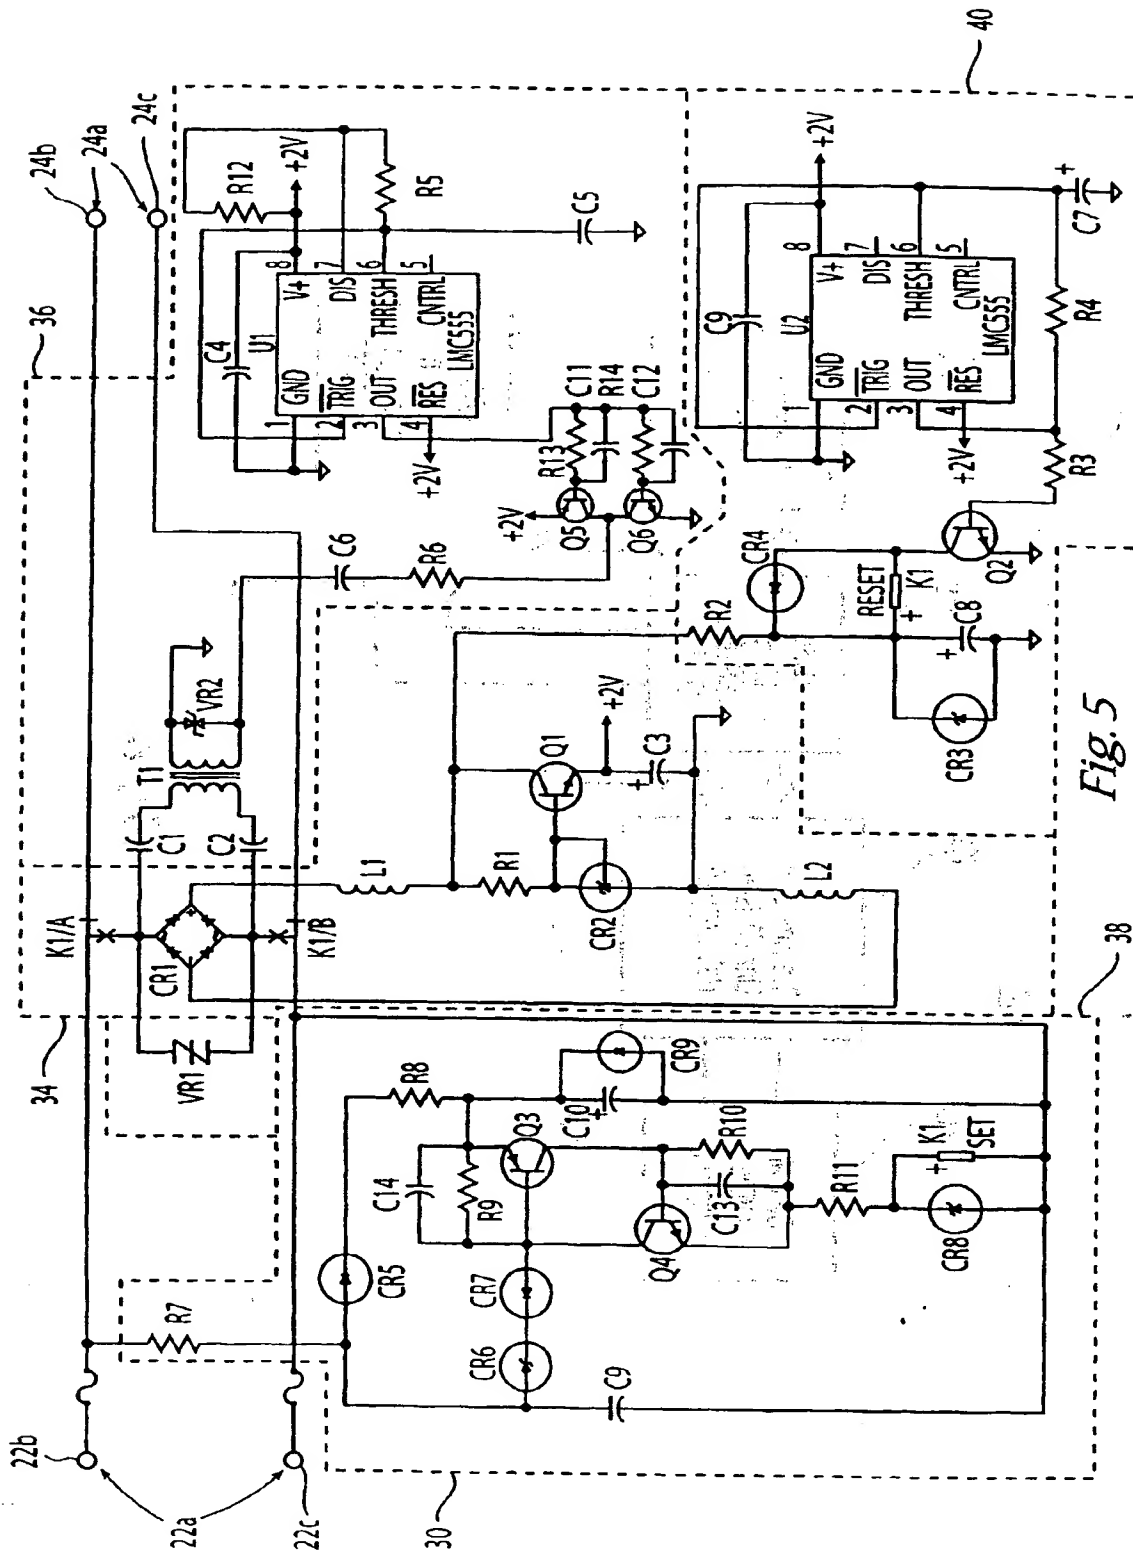 36
24b
24a
24c
40
R12
+2V
C4
8
V+
7
DIS
6
THRESH
5
CNTRL
U1
GND
1
TRIG
2
OUT
3
RES
4
LMC555
+2V
R5
C5
C11
R14
C12
R13
+2V
Q5
Q6
C6
R6
C9
+2V
8
V+
7
DIS
6
THRESH
5
CNTRL
U2
GND
1
TRIG
2
OUT
3
RES
4
LMC555
+2V
R4
+
C7
R3
Q2
CR4
RESET
K1
+
C8
+
CR3
R2
T1
VR2
C1
C2
K1/A
CR1
+
-
K1/B
L1
R1
Q1
+2V
+
C3
CR2
L2
34
VR1
38
R8
CR9
C10
+
Q3
C14
R9
R10
C13
Q4
R11
K1
+
SET
CR8
CR5
CR7
CR6
C9
R7
22b
22a
22c
30
Fig. 5